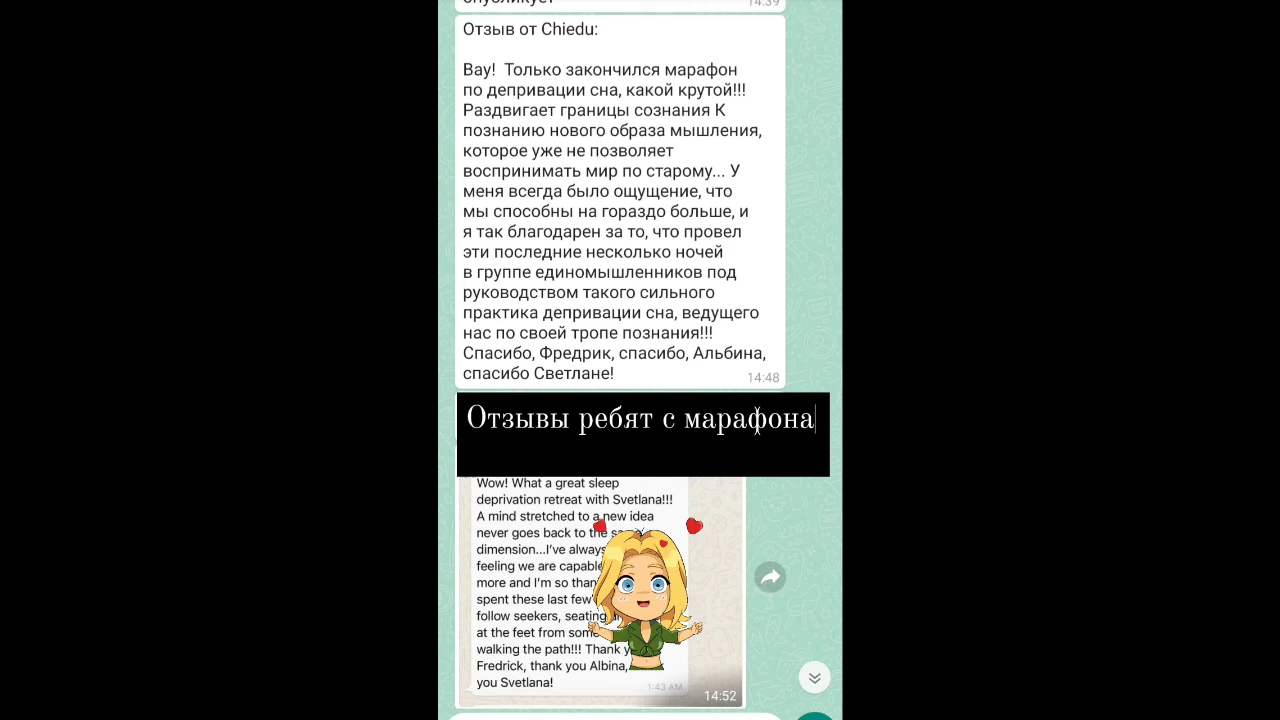 опубликует
14:39
Отзыв от Chiedu:
Вау!  Только закончился марафон
по депривации сна, какой крутой!!!
Раздвигает границы сознания К
познанию нового образа мышления,
которое уже не позволяет
воспринимать мир по старому... У
меня всегда было ощущение, что
мы способны на гораздо больше, и
я так благодарен за то, что провел
эти последние несколько ночей
в группе единомышленников под
руководством такого сильного
практика депривации сна, ведущего
нас по своей тропе познания!!!
Спасибо, Фредрик, спасибо, Альбина,
спасибо Светлане!
14:48
Отзывы ребят с марафона
Wow! What a great sleep
deprivation retreat with Svetlana!!!
A mind stretched to a new idea
never goes back to the
dimension...I've always
feeling we are
more and I'm so
spent these last few
follow seekers, seating
at the feet from
walking the path!!! Thank
Fredrick, thank you Albina,
you Svetlana!
1:43 AM
14:52